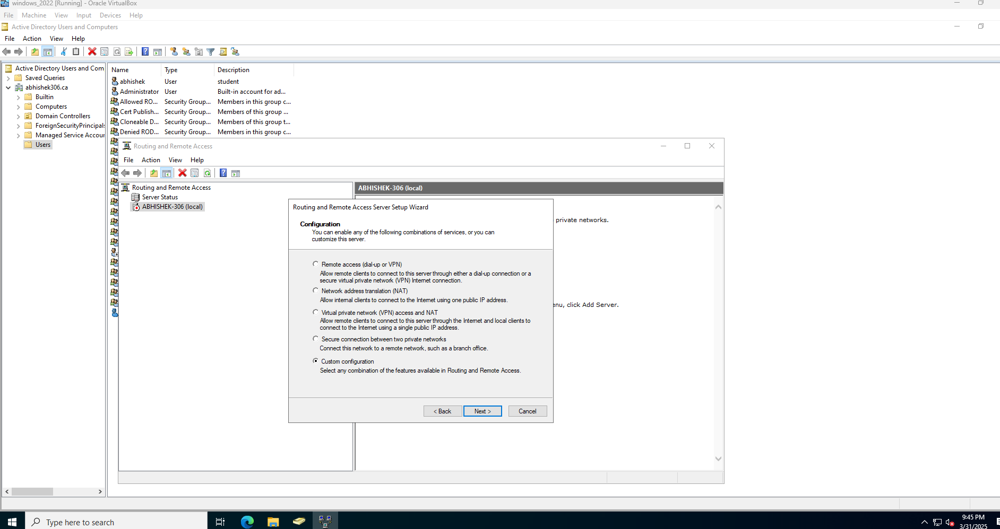 windows_2022 [Running] - Oracle VirtualBox
File Machine View Input Devices Help
Active Directory Users and Computers
File Action View Help
Active Directory Users and Com
Saved Queries
abhishek306.ca
Builtin
Computers
Domain Controllers
ForeignSecurityPrincipals
Managed Service Accour
Users
Name Type Description
abhishek User student
Administrator User Built-in account for ad...
Allowed RO... Security Group... Members in this group c...
Cert Publish... Security Group... Members of this group ...
Cloneable D... Security Group... Members of this group t...
Denied ROD... Security Group... Members in this group c...
Routing and Remote Access
File Action View Help
Routing and Remote Access
Server Status
ABHISHEK-306 (local)
ABHISHEK-306 (local)
private networks.
enu, click Add Server.
Routing and Remote Access Server Setup Wizard
Configuration
You can enable any of the following combinations of services, or you can
customize this server.
Remote access (dial-up or VPN)
Allow remote clients to connect to this server through either a dial-up connection or a
secure virtual private network (VPN) Internet connection.
Network address translation (NAT)
Allow internal clients to connect to the Internet using one public IP address.
Virtual private network (VPN) access and NAT
Allow remote clients to connect to this server through the Internet and local clients to
connect to the Internet using a single public IP address.
Secure connection between two private networks
Connect this network to a remote network, such as a branch office.
Custom configuration
Select any combination of the features available in Routing and Remote Access.
< Back Next > Cancel
Type here to search
9:45 PM
3/31/2025